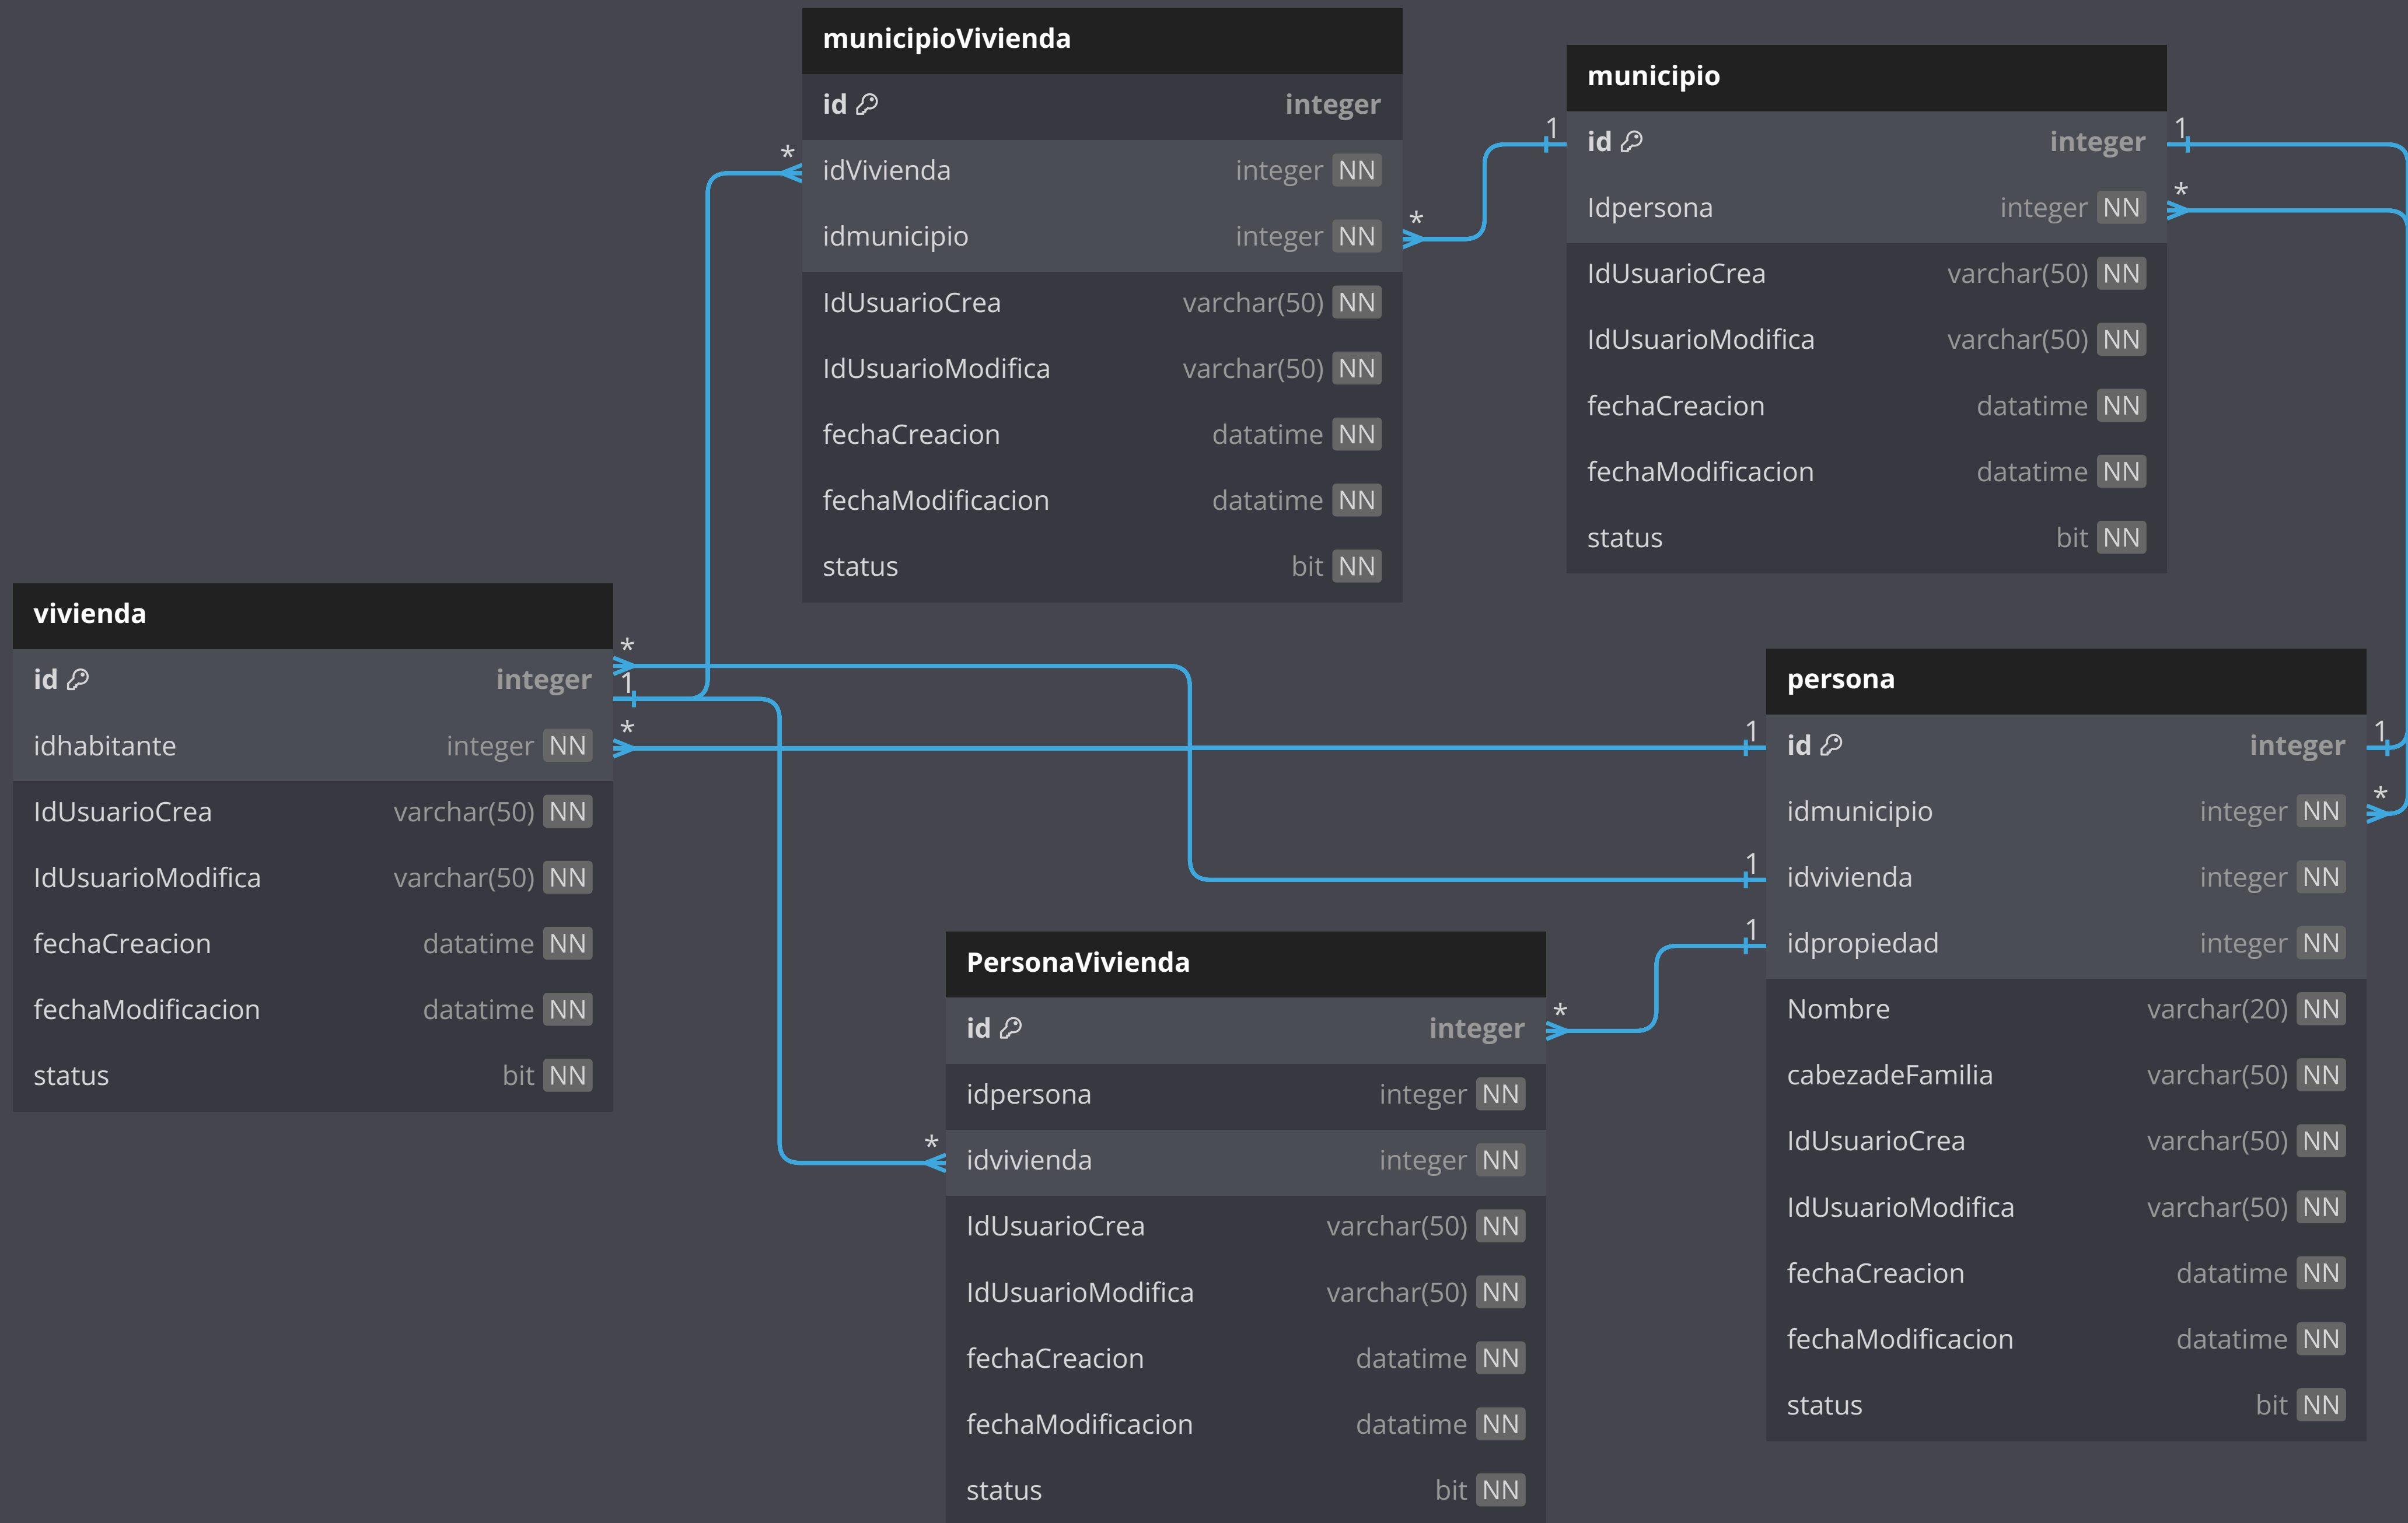 municipioVivienda
id integer
idVivienda integer NN
idmunicipio integer NN
IdUsuarioCrea varchar(50) NN
IdUsuarioModifica varchar(50) NN
fechaCreacion datatime NN
fechaModificacion datatime NN
status bit NN
municipio
id integer
Idpersona integer NN
IdUsuarioCrea varchar(50) NN
IdUsuarioModifica varchar(50) NN
fechaCreacion datatime NN
fechaModificacion datatime NN
status bit NN
vivienda
id integer
idhabitante integer NN
IdUsuarioCrea varchar(50) NN
IdUsuarioModifica varchar(50) NN
fechaCreacion datatime NN
fechaModificacion datatime NN
status bit NN
persona
id integer
idmunicipio integer NN
idvivienda integer NN
idpropiedad integer NN
Nombre varchar(20) NN
cabezadeFamilia varchar(50) NN
IdUsuarioCrea varchar(50) NN
IdUsuarioModifica varchar(50) NN
fechaCreacion datatime NN
fechaModificacion datatime NN
status bit NN
PersonaVivienda
id integer
idpersona integer NN
idvivienda integer NN
IdUsuarioCrea varchar(50) NN
IdUsuarioModifica varchar(50) NN
fechaCreacion datatime NN
fechaModificacion datatime NN
status bit NN
*
*
1
1
*
*
1
*
1
1
1
1
*
*
*